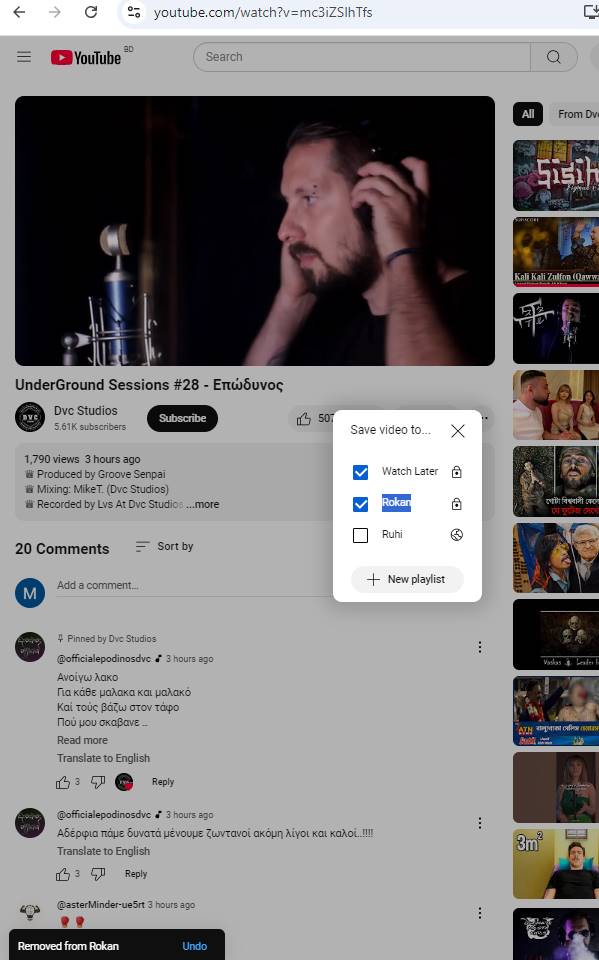 youtube.com/watch?v=mc3iZSlhTfs
YouTube BD
Search
All
From Dvc
UnderGround Sessions #28 - Επώδυνος
Dvc Studios
5.61K subscribers
Subscribe
507
1,790 views 3 hours ago
Produced by Groove Senpai
Mixing: MikeT. (Dvc Studios)
Recorded by Lvs At Dvc Studios ...more
Save video to...
Watch Later
Rokan
Ruhi
New playlist
20 Comments
Sort by
M
Add a comment...
Pinned by Dvc Studios
@officialepodinosdvc 3 hours ago
Ανοίγω λακο
Για κάθε μαλακα και μαλακό
Καί τούς βάζω στον τάφο
Πού μου σκαβανε ...
Read more
Translate to English
3
Reply
@officialepodinosdvc 3 hours ago
Αδέρφια πάμε δυνατά μένουμε ζωντανοί ακόμη λίγοι και καλοί..!!!!
Translate to English
3
Reply
@asterMinder-ue5rt 3 hours ago
Removed from Rokan
Undo
Kali Kali Zulfon (Qaww
গোটা বিশ্বনালী কেন
ATN
NEWS
3m²